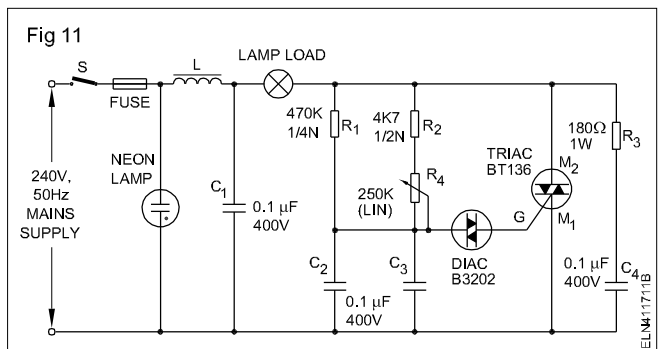 Fig 11
S
FUSE
L
LAMP LOAD
240V,
50Hz
MAINS
SUPPLY
NEON
LAMP
C1
0.1 µF
400V
470K
1/4N
R1
4K7
1/2N
R2
R4
250K
(LIN)
C2
0.1 µF
400V
C3
DIAC
B3202
G
TRIAC
BT136
M2
M1
180Ω
1W
R3
C4
0.1 µF
400V
ELN411711B